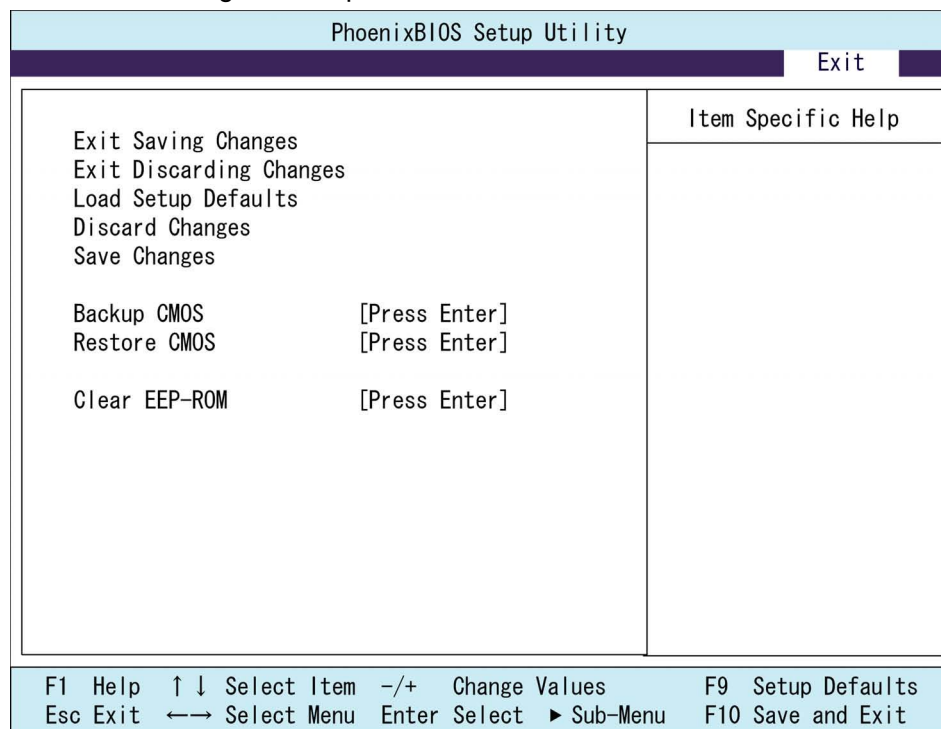 PhoenixBIOS Setup Utility
Exit
Item Specific Help
Exit Saving Changes
Exit Discarding Changes
Load Setup Defaults
Discard Changes
Save Changes
Backup CMOS [Press Enter]
Restore CMOS [Press Enter]
Clear EEP-ROM [Press Enter]
F1 Help ↑↓ Select Item -/+ Change Values F9 Setup Defaults
Esc Exit ←→ Select Menu Enter Select ▶ Sub-Menu F10 Save and Exit